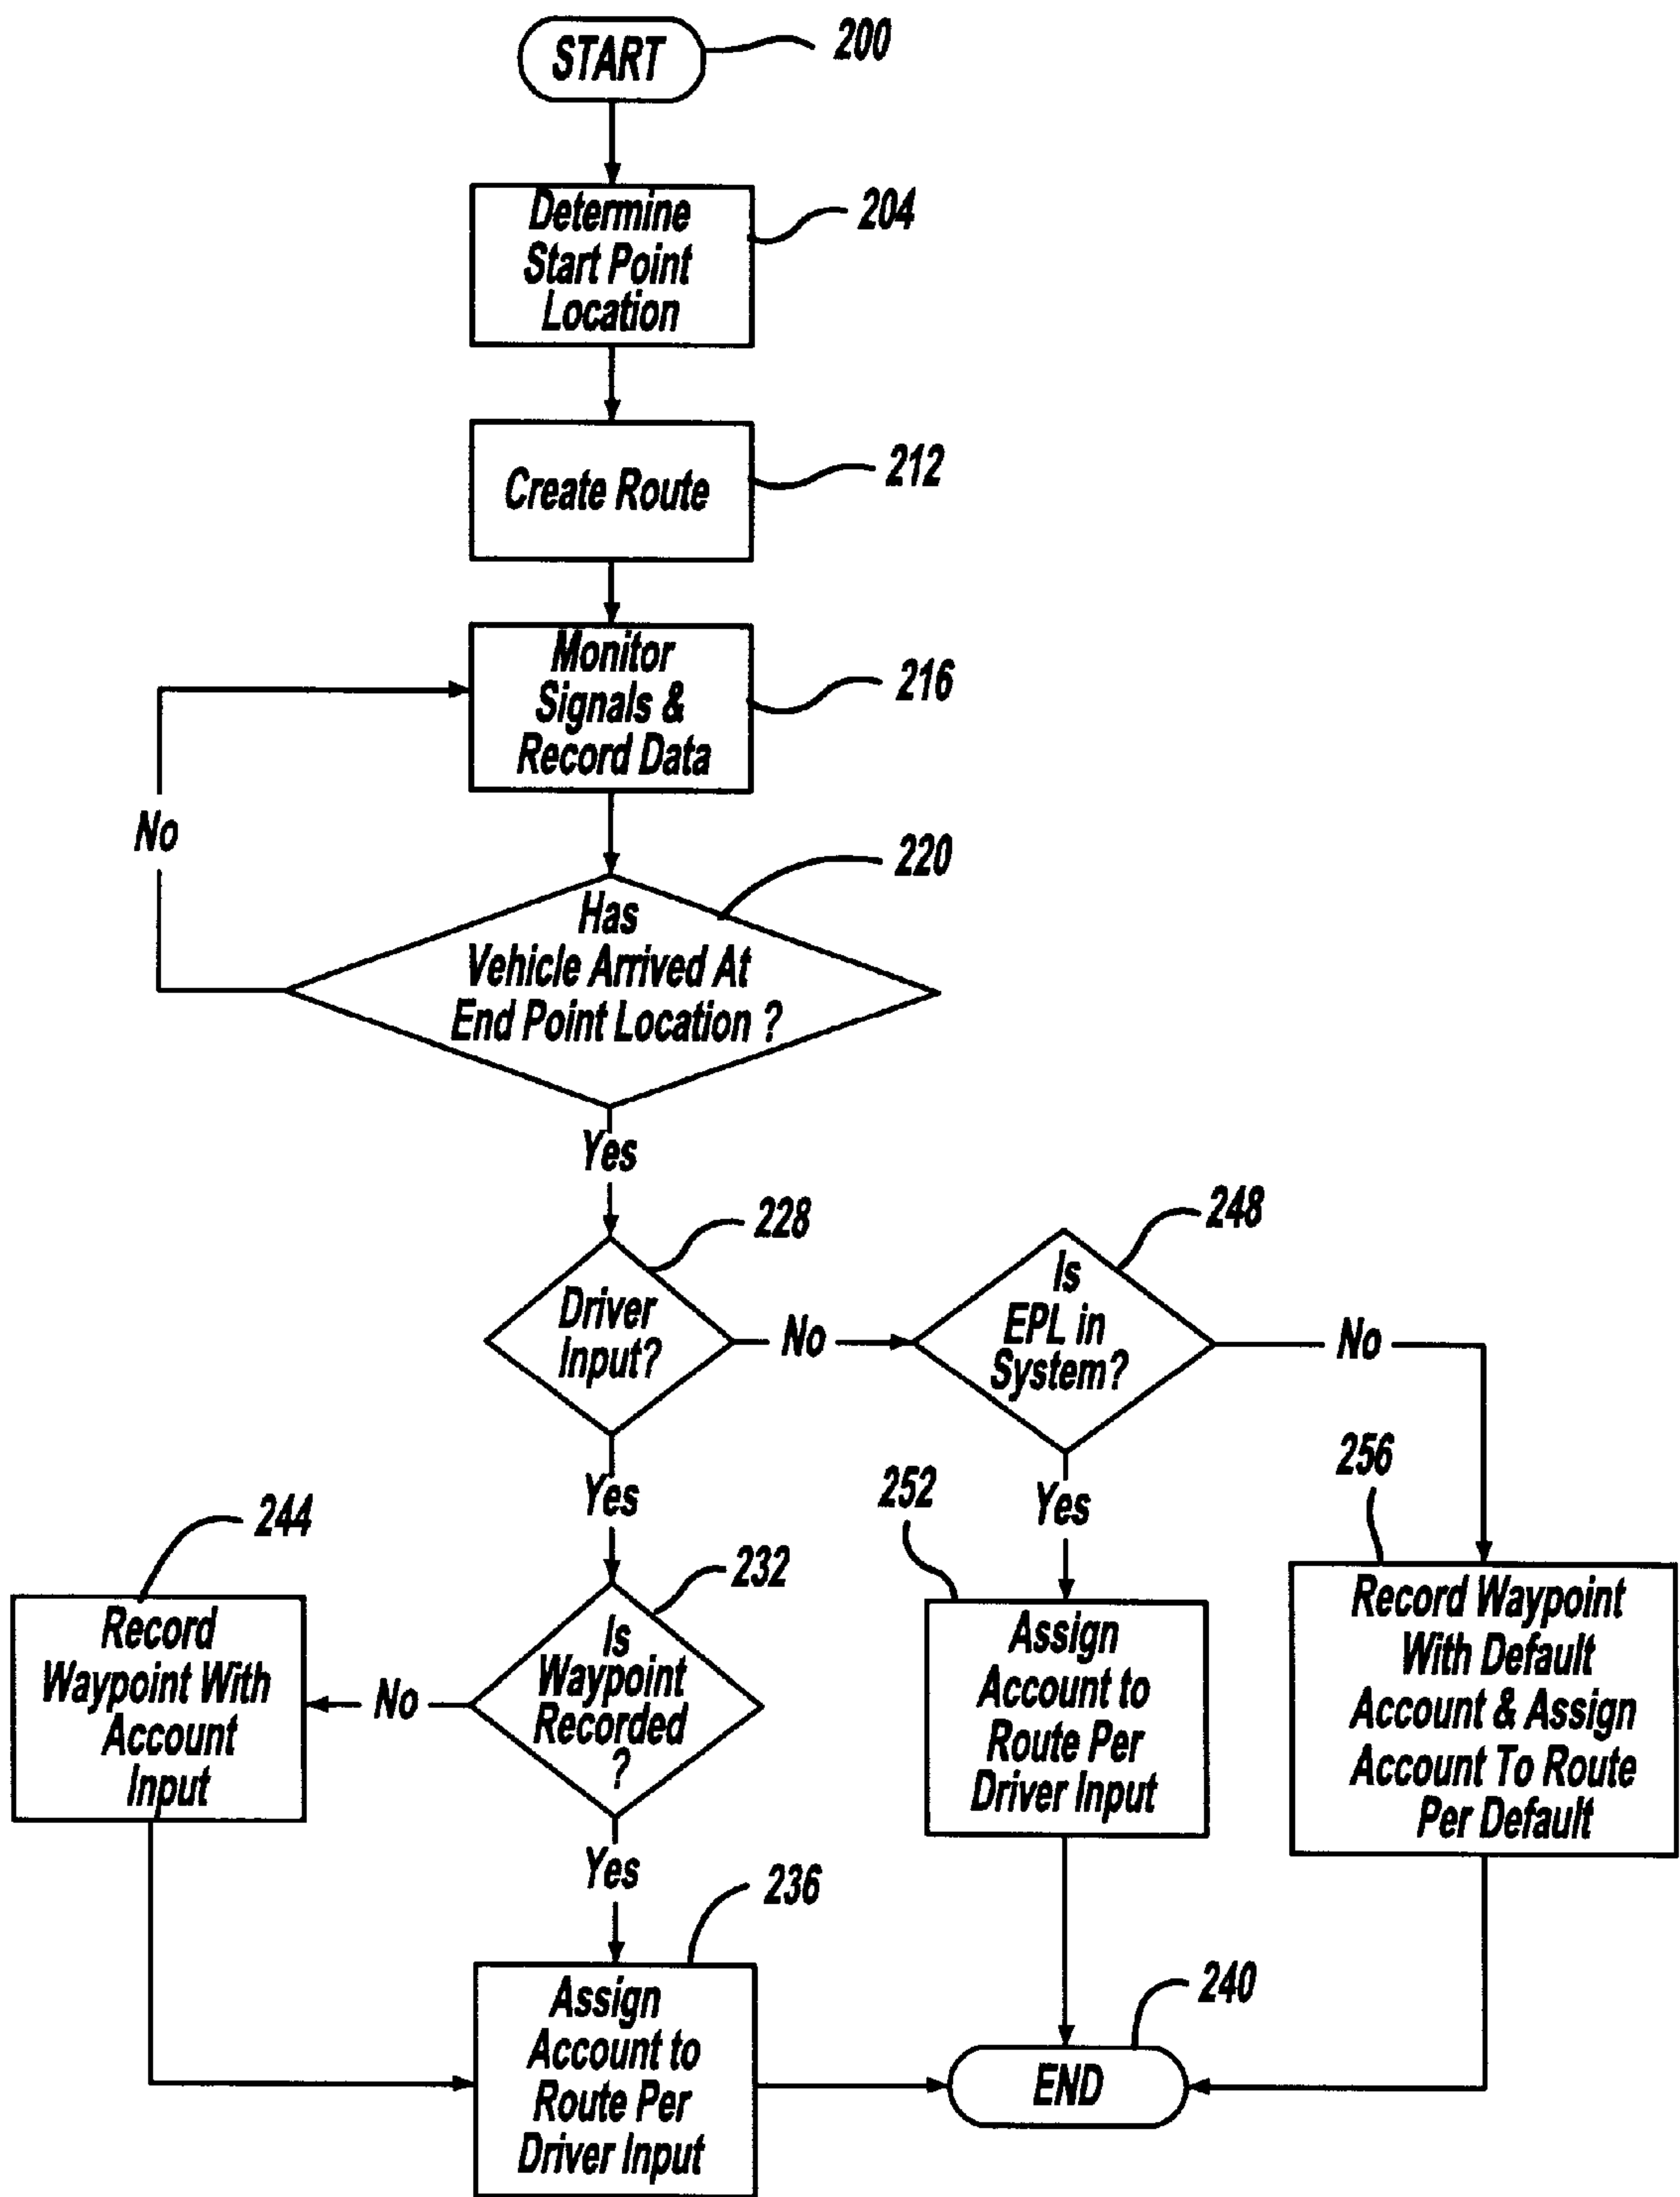 START
200
Determine
Start Point
Location
204
Create Route
212
Monitor
Signals &
Record Data
216
No
220
Has
Vehicle Arrived At
End Point Location ?
Yes
228
Driver
Input?
No
248
Is
EPL in
System?
No
Yes
Yes
252
256
244
Record
Waypoint With
Account
Input
No
232
Is
Waypoint
Recorded
?
Assign
Account to
Route Per
Driver Input
Record Waypoint
With Default
Account & Assign
Account To Route
Per Default
Yes
236
Assign
Account to
Route Per
Driver Input
240
END